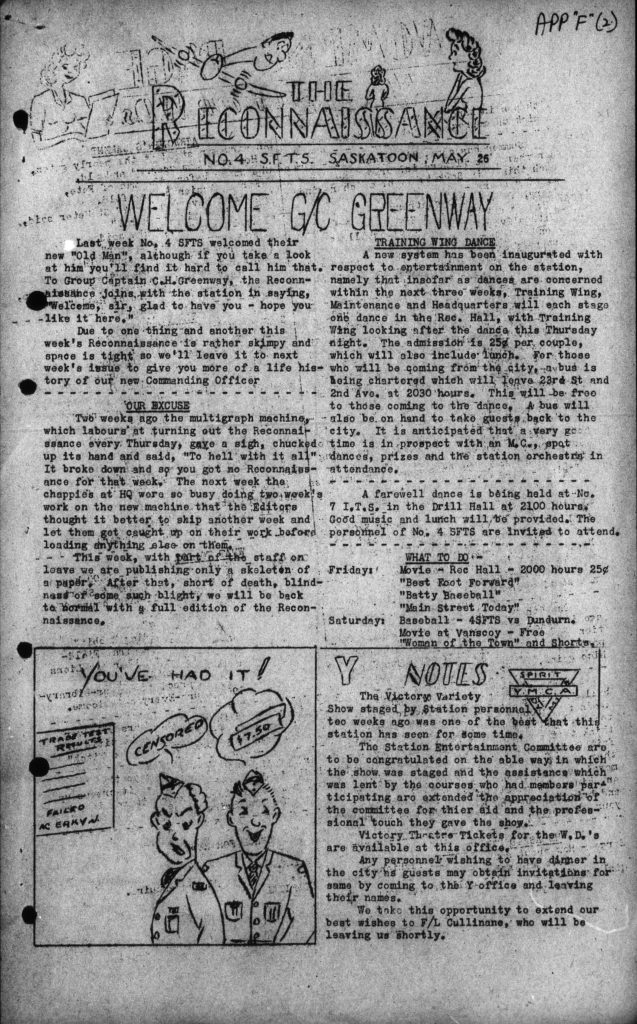 APP "F" (2)
THE
RECONNAISSANCE
NO.4 S.F.T.S. SASKATOON, MAY 26
WELCOME G/C GREENWAY
Last week No. 4 SFTS welcomed their
new "Old Man", although if you take a look
at him you'll find it hard to call him that.
To Group Captain C.H.Greenway, the Reconn-
aissance joins with the station in saying,
"Welcome, sir, glad to have you - hope you
like it here."
Due to one thing and another this
week's Reconnaissance is rather skimpy and
space is tight so we'll leave it to next
week's issue to give you more of a life his-
tory of our new Commanding Officer
OUR EXCUSE
Two weeks ago the multigraph machine,
which labours at turning out the Reconnai-
ssance every Thursday, gave a sigh, chucked
up its hand and said, "To hell with it all"
It broke down and so you got no Reconnaiss-
ance for that week. The next week the
chappies at HQ were so busy doing two week's
work on the new machine that the Editors
thought it better to skip another week and
let them get caught up on their work before
loading anything else on them.
This week, with part of the staff on
leave we are publishing only a skeleton of
a paper. After that, short of death, blind-
ness or some such blight, we will be back
to normal with a full edition of the Recon-
naissance.
TRAINING WING DANCE
A new system has been inaugurated with
respect to entertainment on the station,
namely that insofar as dances are concerned
within the next three weeks, Training Wing,
Maintenance and Headquarters will each stage
one dance in the Rec. Hall, with Training
Wing looking after the dance this Thursday
night. The admission is 25¢ per couple,
which will also include lunch. For those
who will be coming from the city, a bus is
being chartered which will leave 23rd St and
2nd Ave. at 2030 hours. This will be free
to those coming to the dance. A bus will
also be on hand to take guests back to the
city. It is anticipated that a very go
time is in prospect with an M.C., spot
dances, prizes and the station orchestra in
attendance.
A farewell dance is being held at No.
7 I.T.S. in the Drill Hall at 2100 hours.
Good music and lunch will be provided. The
personnel of No. 4 SFTS are invited to attend.
WHAT TO DO -
Friday: Movie - Rec Hall - 2000 hours 25¢
"Best Foot Forward"
"Batty Baseball"
"Main Street Today"
Saturday: Baseball - 4SFTS vs Dundurn.
Movie at Vanscoy - Free
"Woman of the Town" and Shorts.
YOU'VE HAD IT!
CENSORED
$7.50
TRADE TEST
RESULTS
FAILED
AC ERKY N
Y NOTES
SPIRIT
Y.M.C.A
The Victory Variety
Show staged by Station personnel
two weeks ago was one of the best that this
station has seen for some time.
The Station Entertainment Committee are
to be congratulated on the able way in which
the show was staged and the assistance which
was lent by the courses who had members par-
ticipating are extended the appreciation of
the committee for thier aid and the profes-
sional touch they gave the show.
Victory Theatre Tickets for the W.D.'s
are available at this office.
Any personnel wishing to have dinner in
the city as guests may obtain invitations for
same by coming to the Y office and leaving
their names.
We take this opportunity to extend our
best wishes to F/L Cullinane, who will be
leaving us shortly.